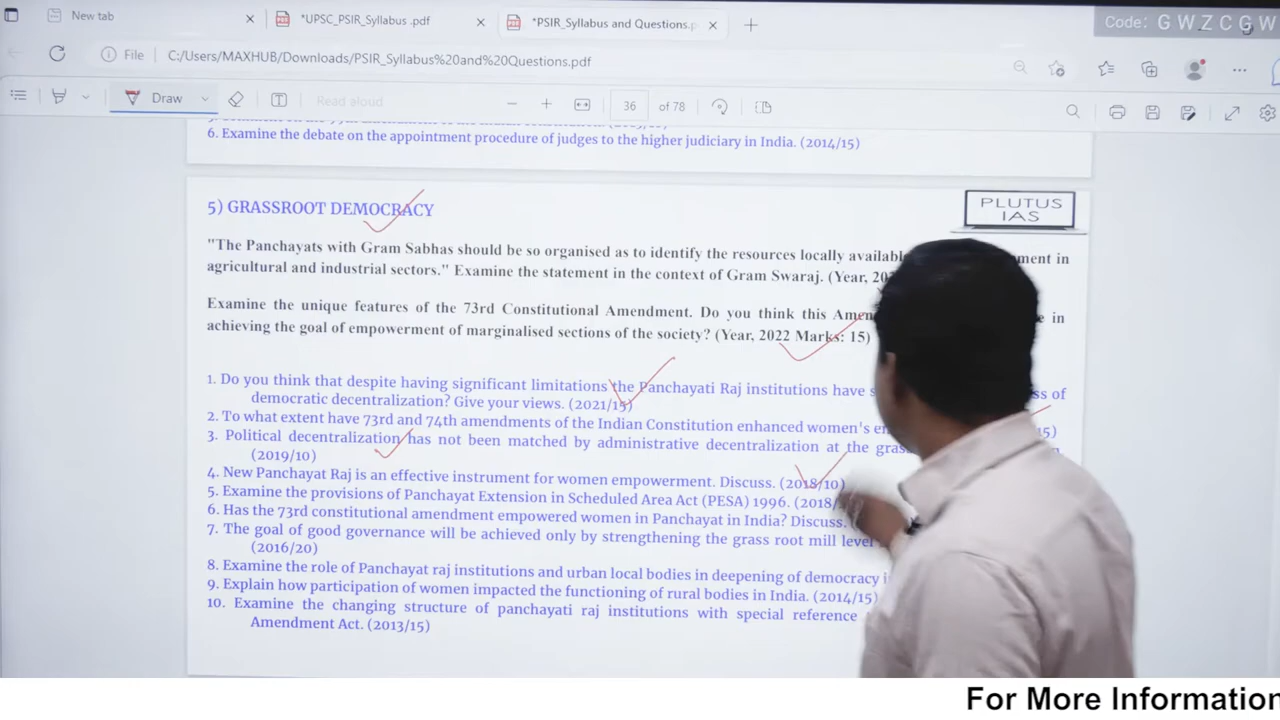 New tab
*UPSC_PSIR_Syllabus .pdf
*PSIR_Syllabus and Questions.p
Code: G W Z C G W
File C:/Users/MAXHUB/Downloads/PSIR_Syllabus%20and%20Questions.pdf
Draw
Read aloud
36 of 78
6. Examine the debate on the appointment procedure of judges to the higher judiciary in India. (2014/15)
5) GRASSROOT DEMOCRACY
PLUTUS
IAS
"The Panchayats with Gram Sabhas should be so organised as to identify the resources locally availabl ment in
agricultural and industrial sectors." Examine the statement in the context of Gram Swaraj. (Year, 20
Examine the unique features of the 73rd Constitutional Amendment. Do you think this Amen e in
achieving the goal of empowerment of marginalised sections of the society? (Year, 2022 Marks: 15)
1. Do you think that despite having significant limitations the Panchayati Raj institutions have s ss of
democratic decentralization? Give your views. (2021/15)
2. To what extent have 73rd and 74th amendments of the Indian Constitution enhanced women's e 15)
3. Political decentralization has not been matched by administrative decentralization at the gras
(2019/10)
4. New Panchayat Raj is an effective instrument for women empowerment. Discuss. (2018/10)
5. Examine the provisions of Panchayat Extension in Scheduled Area Act (PESA) 1996. (2018/
6. Has the 73rd constitutional amendment empowered women in Panchayat in India? Discuss. (
7. The goal of good governance will be achieved only by strengthening the grass root mill level
(2016/20)
8. Examine the role of Panchayat raj institutions and urban local bodies in deepening of democracy i
9. Explain how participation of women impacted the functioning of rural bodies in India. (2014/15)
10. Examine the changing structure of panchayati raj institutions with special reference
Amendment Act. (2013/15)
For More Information